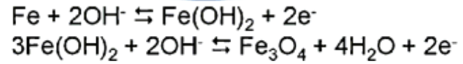 Fe + 2OH⁻ ⇆ Fe(OH)₂ + 2e⁻
3Fe(OH)₂ + 2OH⁻ ⇆ Fe₃O₄ + 4H₂O + 2e⁻